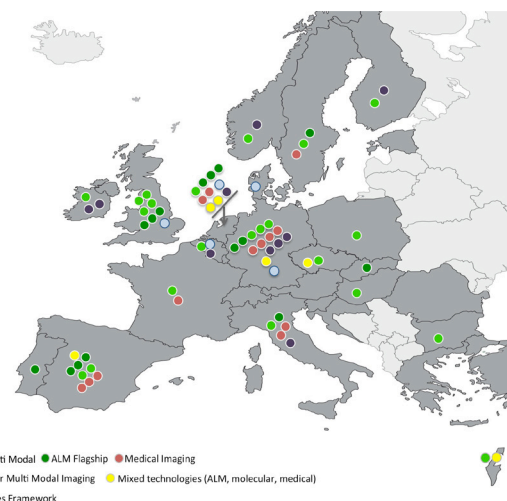 ti Modal ALM Flagship Medical Imaging
r Multi Modal Imaging Mixed technologies (ALM, molecular, medical)
es Framework